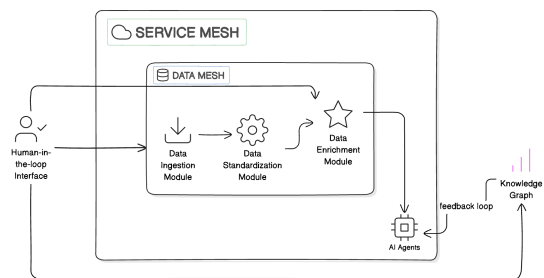 SERVICE MESH
DATA MESH
Human-in-
the-loop
Interface
Data
Ingestion
Module
Data
Standardization
Module
Data
Enrichment
Module
feedback loop
Knowledge
Graph
AI Agents